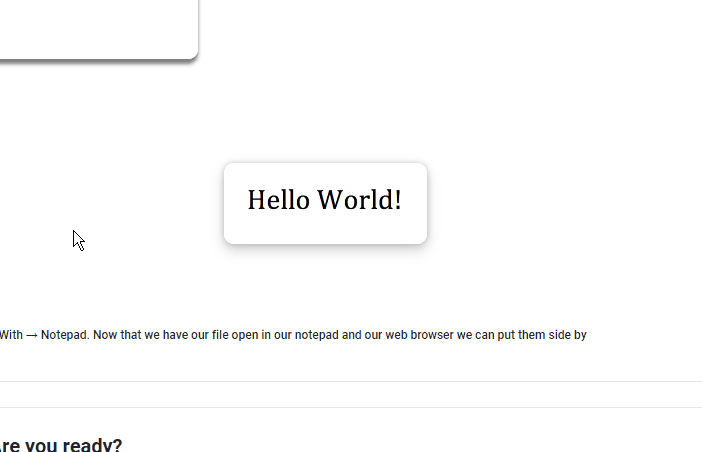 Hello World!
With → Notepad. Now that we have our file open in our notepad and our web browser we can put them side by
Are you ready?